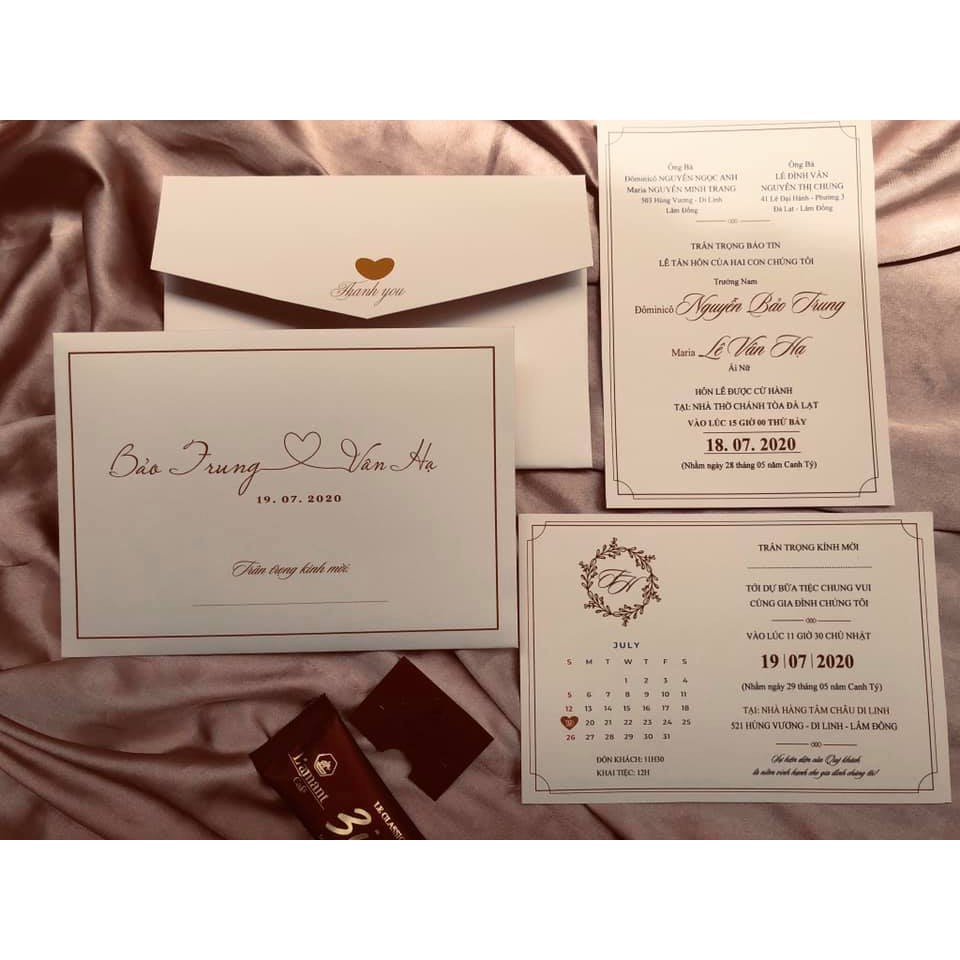 Thank you
Bảo Trung Vân Hạ
19. 07. 2020
Trân trọng kính mời:
Ông Bà
Đôminicô NGUYỄN NGỌC ANH
Maria NGUYỄN MINH TRANG
503 Hùng Vương - Di Linh
Lâm Đồng
Ông Bà
LÊ ĐÌNH VÂN
NGUYỄN THỊ CHUNG
41 Lê Đại Hành - Phường 3
Đà Lạt - Lâm Đồng
TRÂN TRỌNG BÁO TIN
LỄ TÂN HÔN CỦA HAI CON CHÚNG TÔI
Trưởng Nam
Đôminicô Nguyễn Bảo Trung
Maria Lê Vân Hạ
Ái Nữ
HÔN LỄ ĐƯỢC CỬ HÀNH
TẠI: NHÀ THỜ CHÁNH TÒA ĐÀ LẠT
VÀO LÚC 15 GIỜ 00 THỨ BẢY
18. 07. 2020
(Nhằm ngày 28 tháng 05 năm Canh Tý)
TH
JULY
S M T W T F S
1 2 3 4
5 6 7 8 9 10 11
12 13 14 15 16 17 18
20 21 22 23 24 25
26 27 28 29 30 31
ĐÓN KHÁCH: 11H30
KHAI TIỆC: 12H
TRÂN TRỌNG KÍNH MỜI
TỚI DỰ BỮA TIỆC CHUNG VUI
CÙNG GIA ĐÌNH CHÚNG TÔI
VÀO LÚC 11 GIỜ 30 CHỦ NHẬT
19|07|2020
(Nhằm ngày 29 tháng 05 năm Canh Tý)
TẠI: NHÀ HÀNG TÂM CHÂU DI LINH
521 HÙNG VƯƠNG - DI LINH - LÂM ĐỒNG
Sự hiện diện của Quý khách
là niềm vinh hạnh cho gia đình chúng tôi!
L'amant
Café
LE CLASSIC